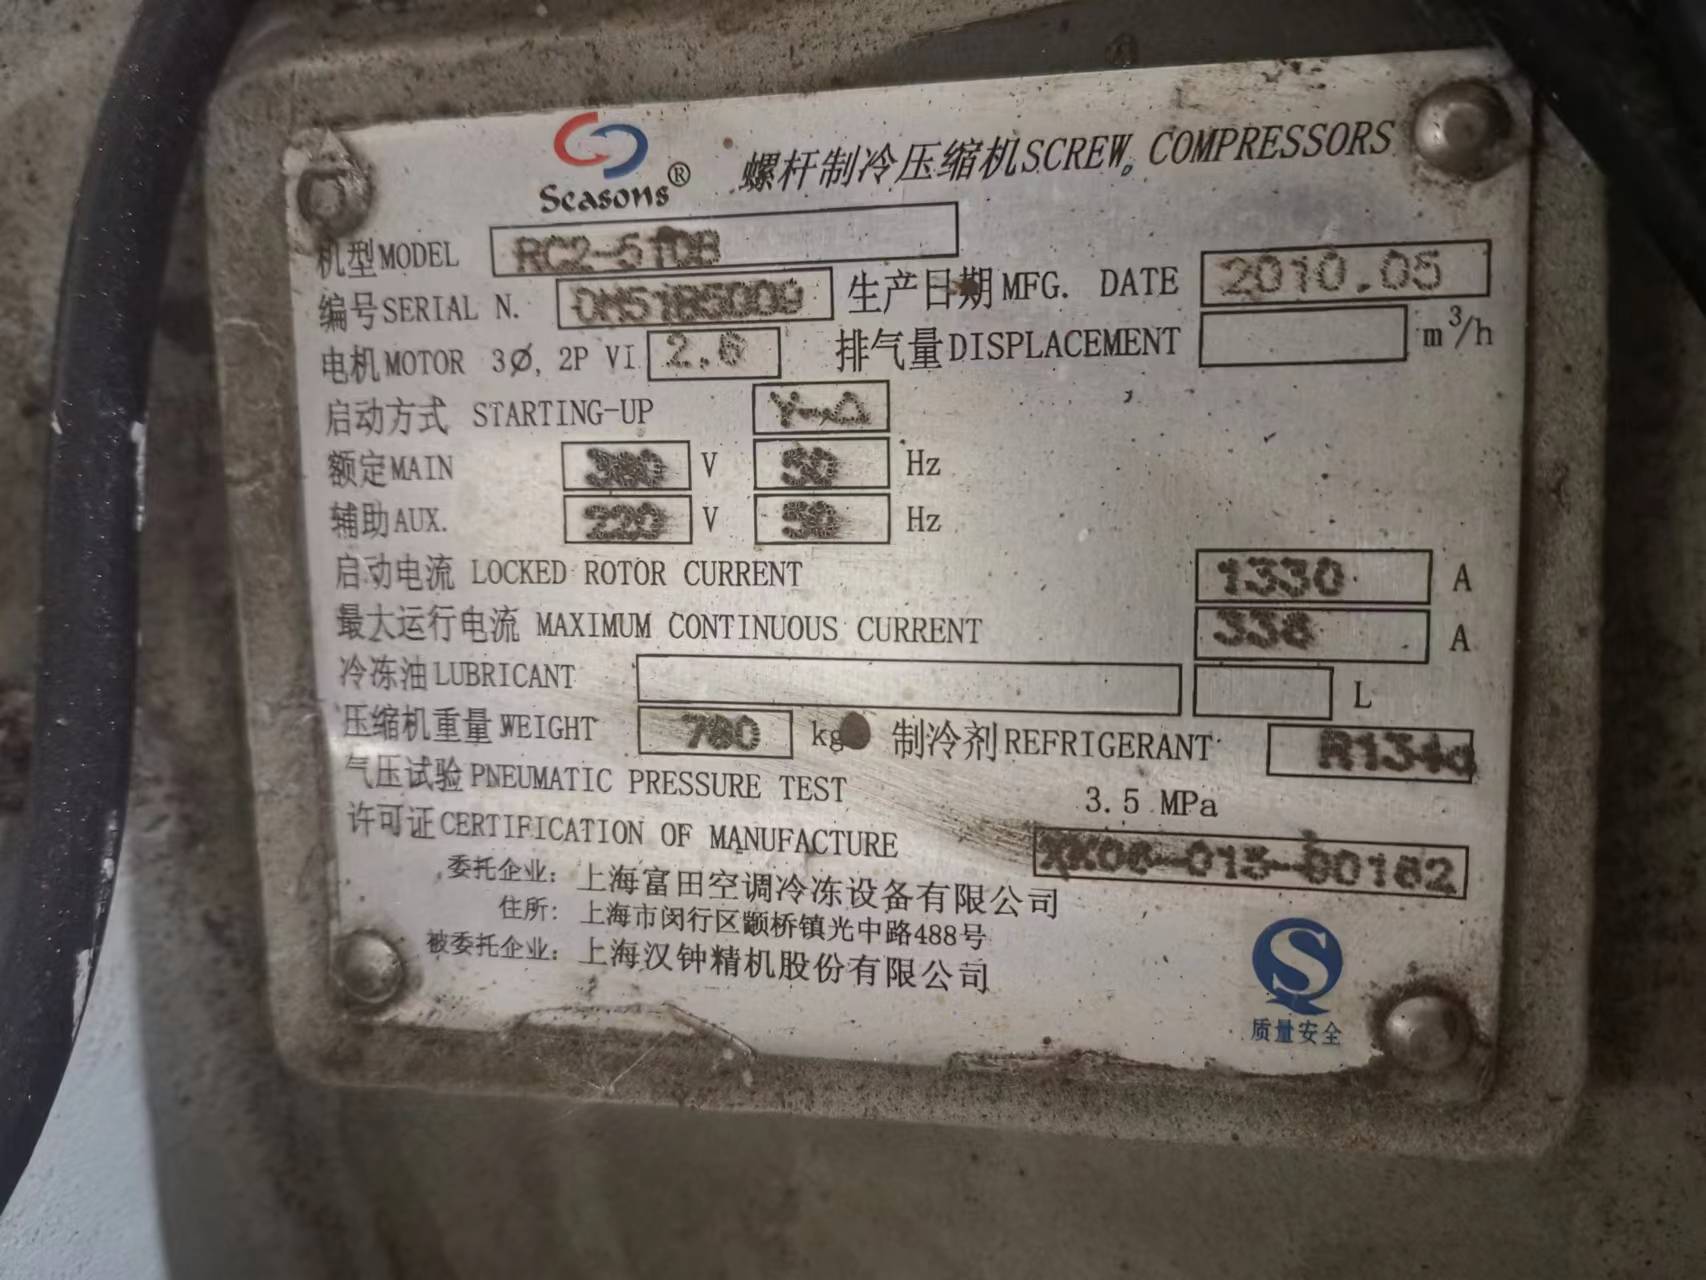 Seasons® 螺杆制冷压缩机SCREW COMPRESSORS
机型MODEL RC2-510B
编号SERIAL N. 生产日期MFG. DATE 2010.05
电机MOTOR 3Ø, 2P VI 2.6 排气量DISPLACEMENT m³/h
启动方式 STARTING-UP Y-△
额定MAIN 380 V 50 Hz
辅助AUX. 220 V 50 Hz
启动电流 LOCKED ROTOR CURRENT 1330 A
最大运行电流 MAXIMUM CONTINUOUS CURRENT A
冷冻油LUBRICANT L
压缩机重量WEIGHT kg 制冷剂REFRIGERANT R134a
气压试验PNEUMATIC PRESSURE TEST 3.5 MPa
许可证CERTIFICATION OF MANUFACTURE
委托企业: 上海富田空调冷冻设备有限公司
住所: 上海市闵行区颛桥镇光中路488号
被委托企业: 上海汉钟精机股份有限公司
质量安全